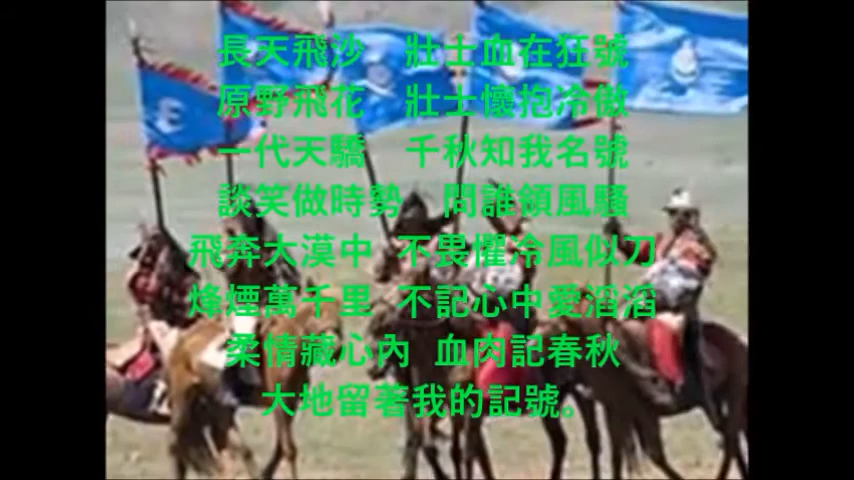 長天飛沙　壯士血在狂號
原野飛花　壯士懷抱冷傲
一代天驕　千秋知我名號
談笑做時勢　問誰領風騷
飛奔大漠中　不畏懼冷風似刀
烽煙萬千里　不記心中愛滔滔
柔情藏心內　血肉記春秋
大地留著我的記號。